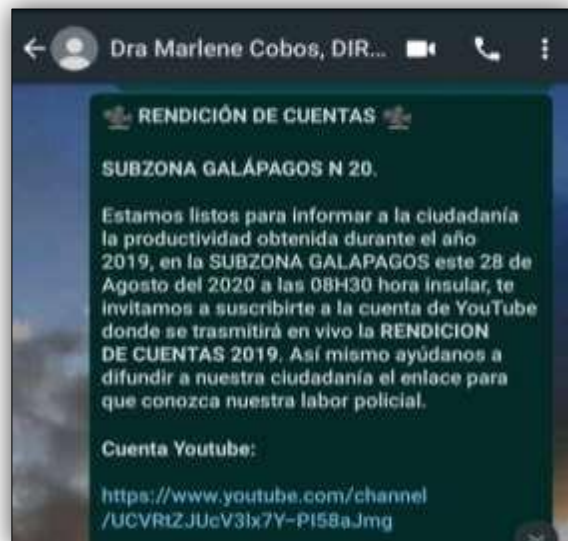 Dra Marlene Cobos, DIR...
RENDICIÓN DE CUENTAS
SUBZONA GALÁPAGOS N 20.
Estamos listos para informar a la ciudadanía
la productividad obtenida durante el año
2019, en la SUBZONA GALAPAGOS este 28 de
Agosto del 2020 a las 08H30 hora insular, te
invitamos a suscribirte a la cuenta de YouTube
donde se trasmitirá en vivo la RENDICION
DE CUENTAS 2019. Así mismo ayúdanos a
difundir a nuestra ciudadanía el enlace para
que conozca nuestra labor policial.
Cuenta Youtube:
https://www.youtube.com/channel
/UCVRtZJUcV3Ix7Y-PI58aJmg